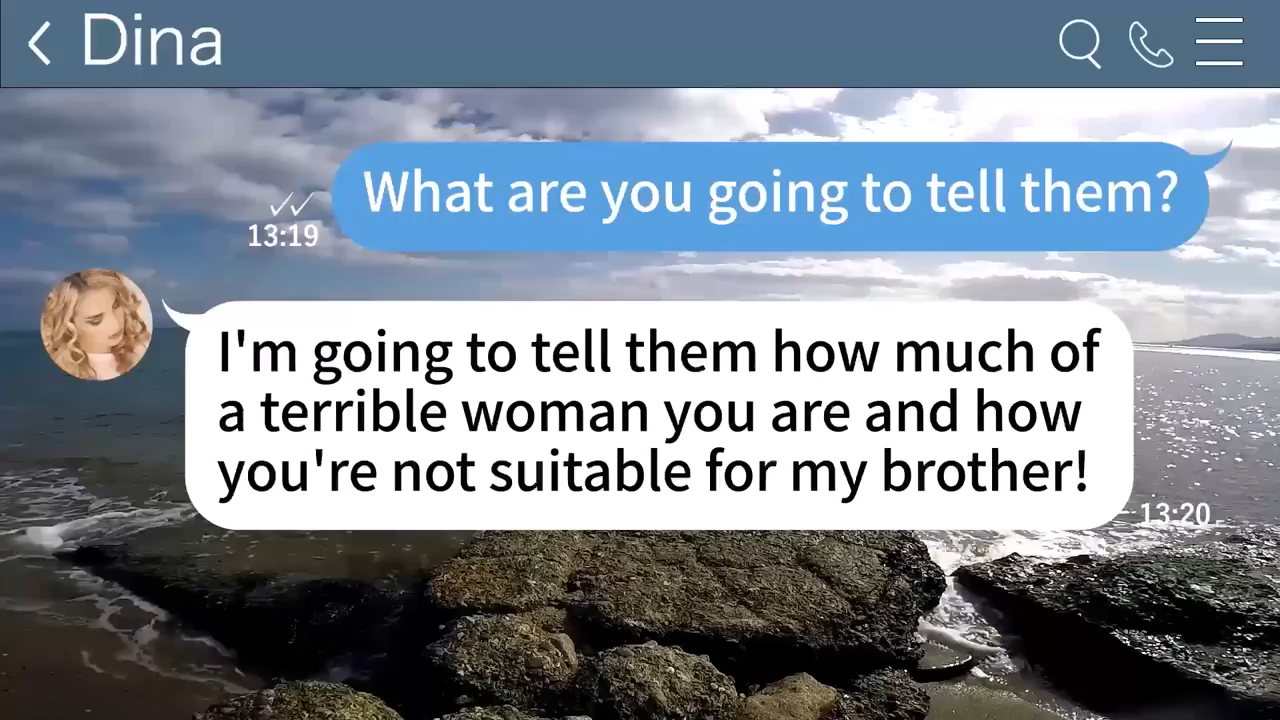 Dina
What are you going to tell them?
13:19
I'm going to tell them how much of
a terrible woman you are and how
you're not suitable for my brother!
13:20